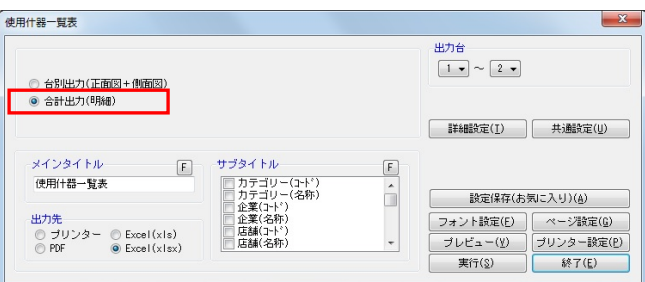 使用什器一覧表
台別出力(正面図+側面図)
合計出力(明細)
出力台
1 ～ 2
詳細設定(I) 共通設定(U)
メインタイトル F
使用什器一覧表
サブタイトル F
カテゴリー(ｺｰﾄﾞ)
カテゴリー(名称)
企業(ｺｰﾄﾞ)
企業(名称)
店舗(ｺｰﾄﾞ)
店舗(名称)
出力先
プリンター Excel(xls)
PDF Excel(xlsx)
設定保存(お気に入り)(A)
フォント設定(F) ページ設定(G)
プレビュー(V) プリンター設定(P)
実行(S) 終了(E)